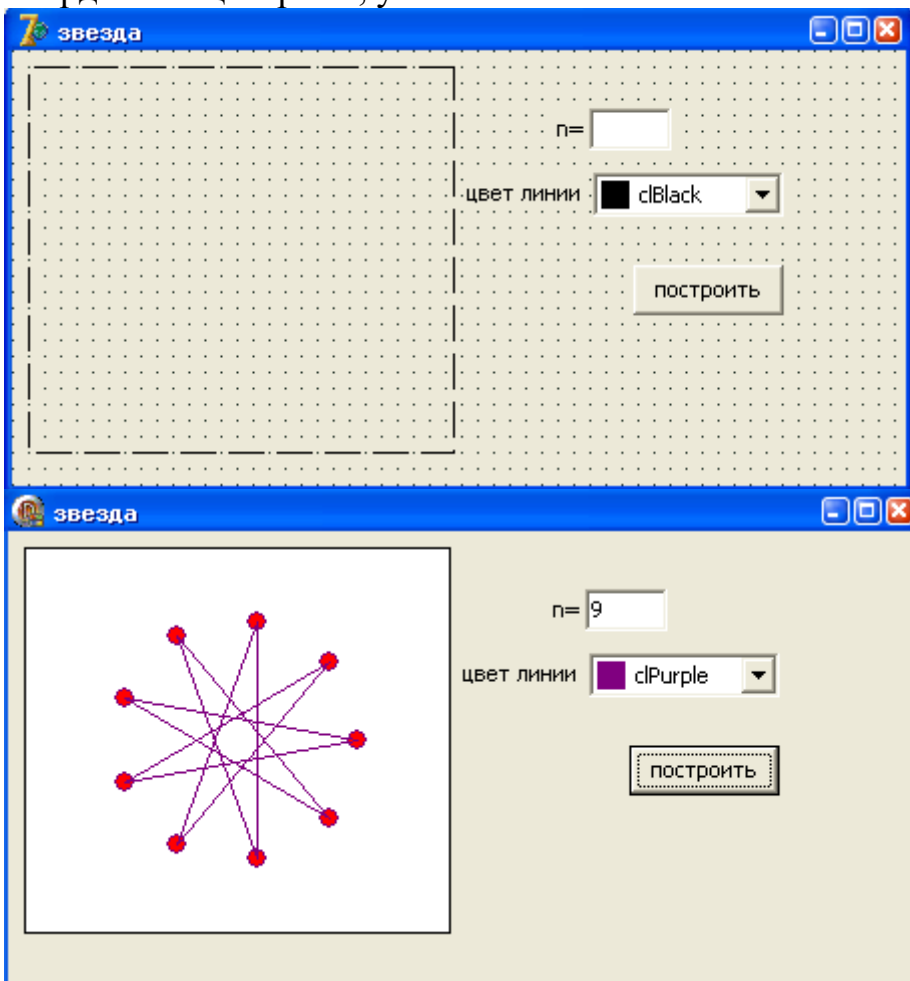 звезда
n=
цвет линии clBlack
построить
звезда
n= 9
цвет линии clPurple
построить